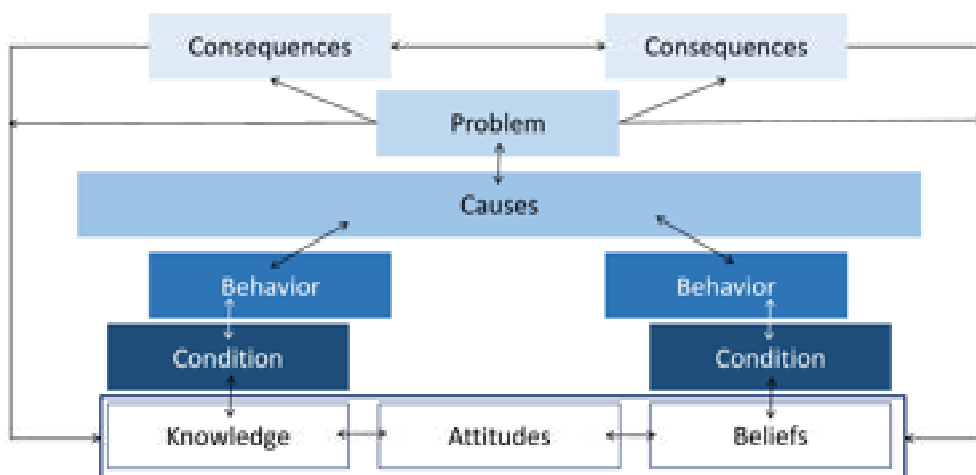 Consequences Consequences
Problem
Causes
Behavior Behavior
Condition Condition
Knowledge Attitudes Beliefs